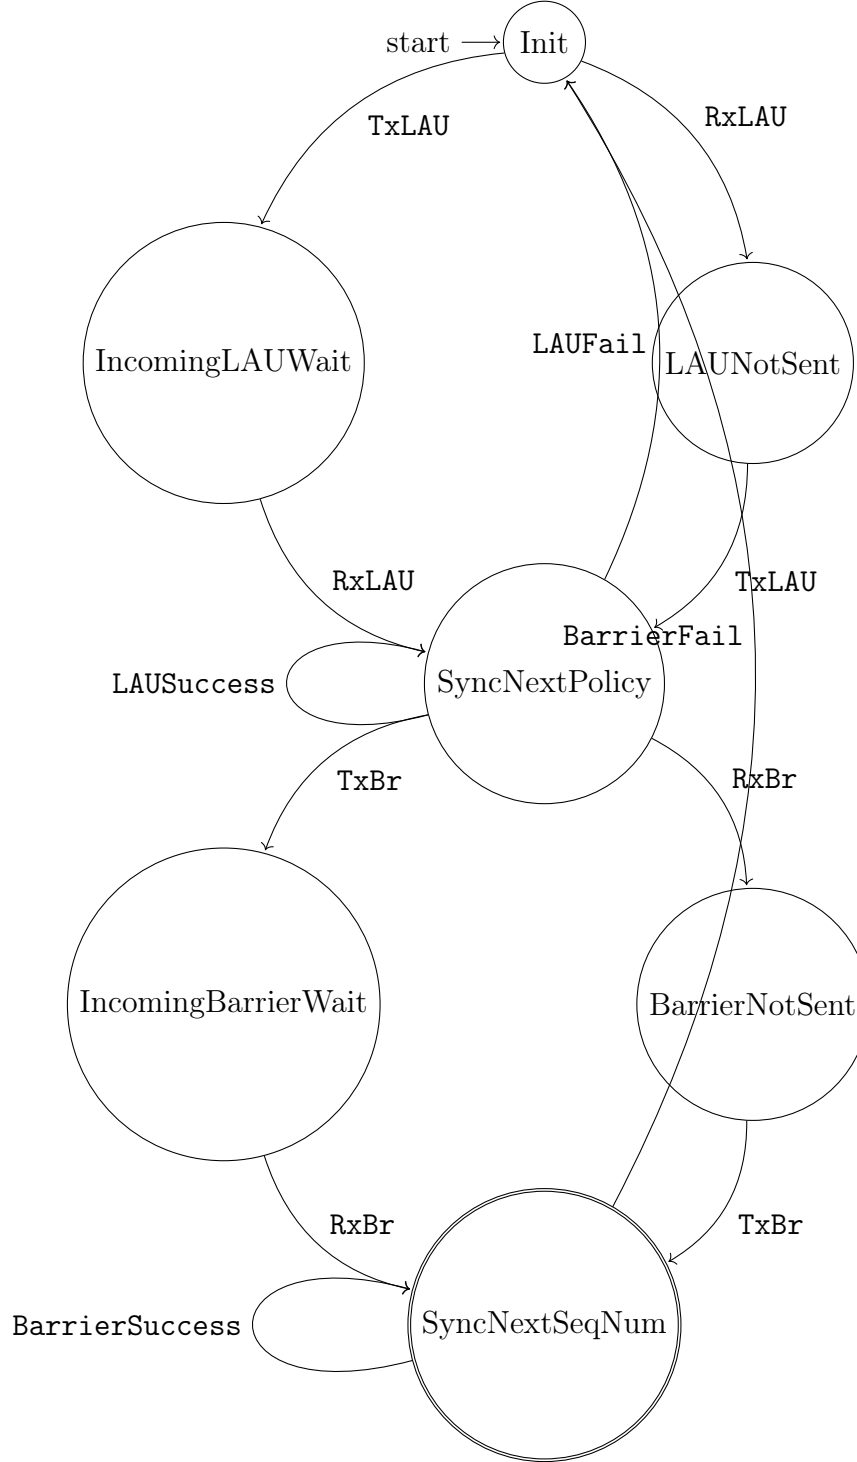 start
Init
TxLAU
RxLAU
LAUFail
IncomingLAUWait
LAUNotSent
RxLAU
TxLAU
BarrierFail
LAUSuccess
SyncNextPolicy
TxBr
RxBr
IncomingBarrierWait
BarrierNotSent
RxBr
TxBr
BarrierSuccess
SyncNextSeqNum